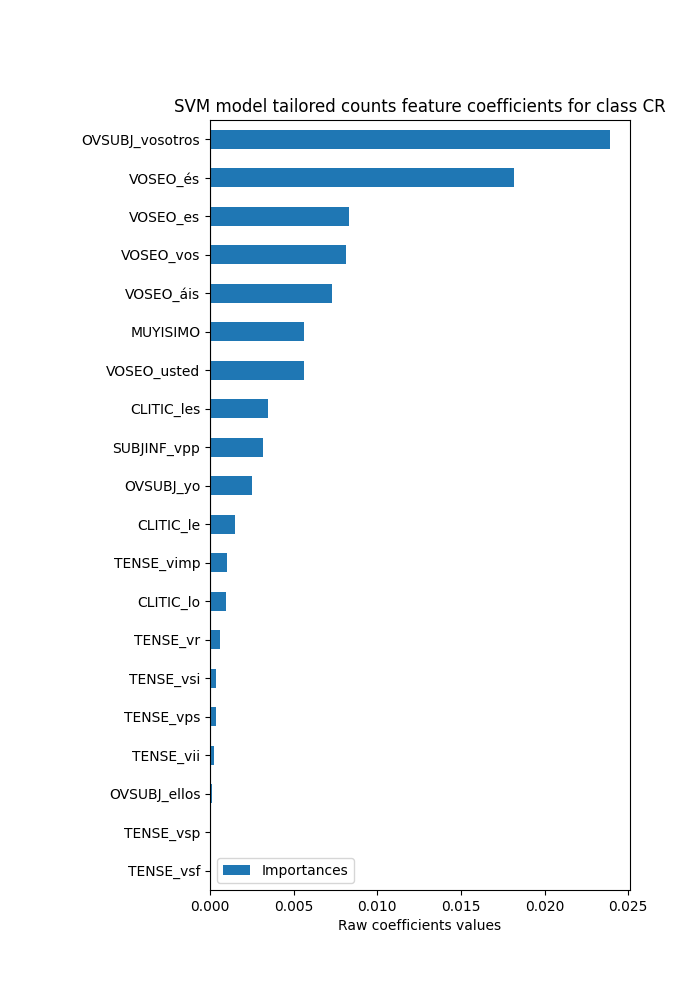 SVM model tailored counts feature coefficients for class CR
OVSUBJ_vosotros
VOSEO_és
VOSEO_es
VOSEO_vos
VOSEO_áis
MUYISIMO
VOSEO_usted
CLITIC_les
SUBJINF_vpp
OVSUBJ_yo
CLITIC_le
TENSE_vimp
CLITIC_lo
TENSE_vr
TENSE_vsi
TENSE_vps
TENSE_vii
OVSUBJ_ellos
TENSE_vsp
TENSE_vsf
Importances
0.000 0.005 0.010 0.015 0.020 0.025
Raw coefficients values